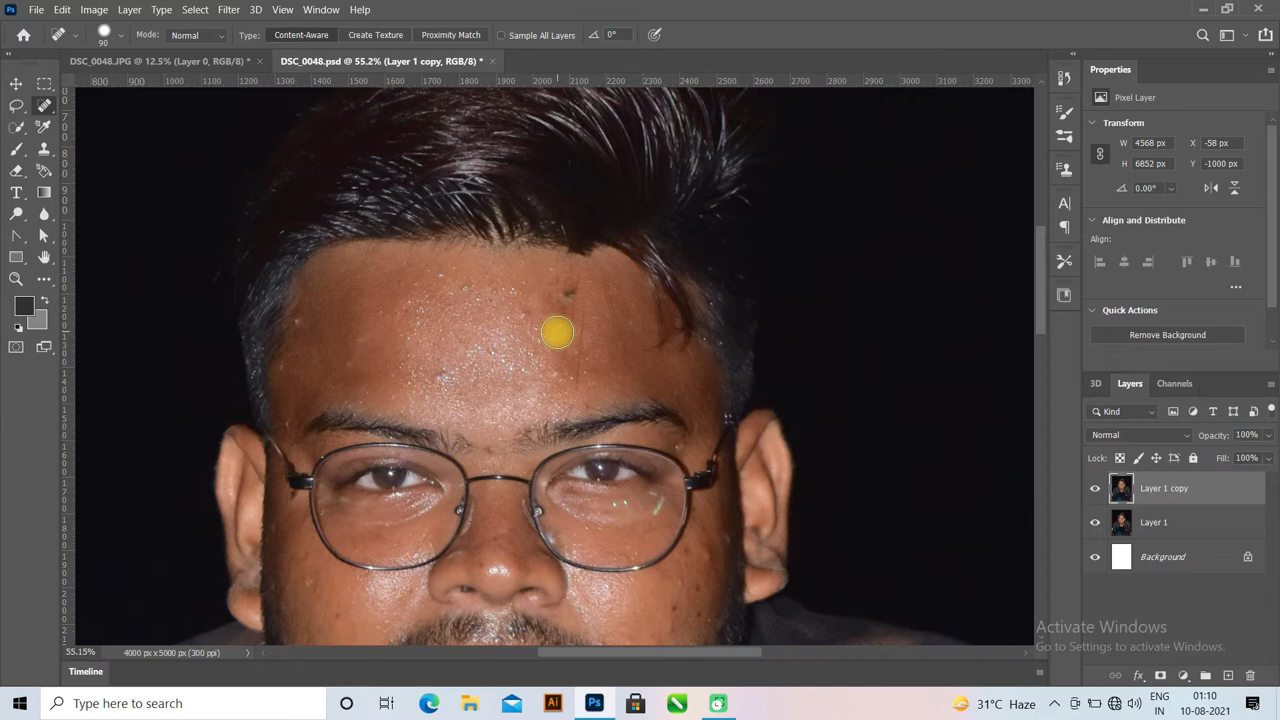 Ps File Edit Image Layer Type Select Filter 3D View Window Help
90 Mode: Normal Type: Content-Aware Create Texture Proximity Match Sample All Layers 0°
DSC_0048.JPG @ 12.5% (Layer 0, RGB/8) * × DSC_0048.psd @ 55.2% (Layer 1 copy, RGB/8) * ×
800 900 1000 1100 1200 1300 1400 1500 1600 1700 1800 1900 2000 2100 2200 2300 2400 2500 2600 2700 2800 2900 3000 3100 3200 3300
Properties
Pixel Layer
Transform
W 4568 px X -58 px
H 6852 px Y -1000 px
0.00°
Align and Distribute
Align:
Quick Actions
Remove Background
3D Layers Channels
Kind
Normal Opacity: 100%
Lock: Fill: 100%
Layer 1 copy
Layer 1
Background
fx
Activate Windows
Go to Settings to activate Windows.
55.15% 4000 px x 5000 px (300 ppi)
Timeline
Type here to search
Ai Ps
31°C Haze
ENG
IN
01:10
10-08-2021